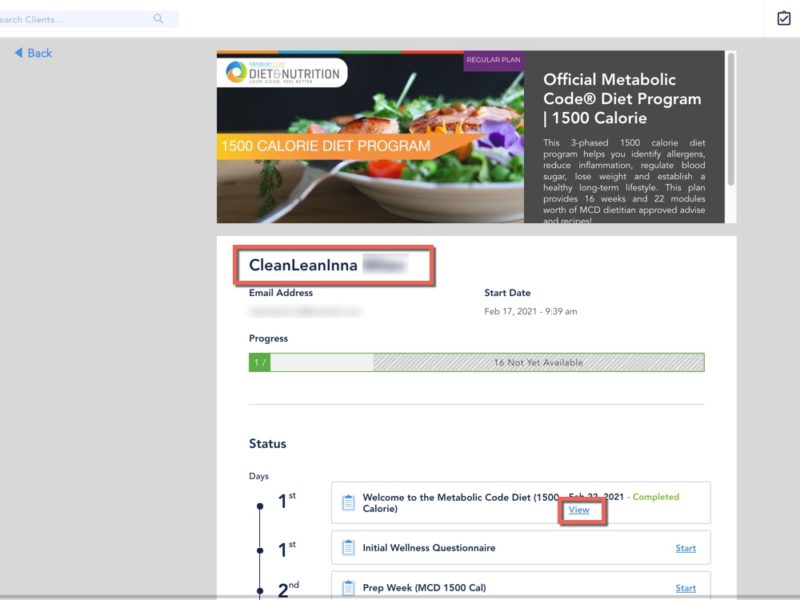 earch Clients...
Back
Metabolic Code
DIET&NUTRITION
LOOK GOOD, FEEL BETTER
REGULAR PLAN
1500 CALORIE DIET PROGRAM
Official Metabolic
Code® Diet Program
| 1500 Calorie
This 3-phased 1500 calorie diet
program helps you identify allergens,
reduce inflammation, regulate blood
sugar, lose weight and establish a
healthy long-term lifestyle. This plan
provides 16 weeks and 22 modules
worth of MCD dietitian approved advise
and recipes!
CleanLeanInna
Email Address
Start Date
Feb 17, 2021 - 9:39 am
Progress
1 /
16 Not Yet Available
Status
Days
1st
Welcome to the Metabolic Code Diet (1500
Calorie)
Feb 22, 2021 - Completed
View
1st
Initial Wellness Questionnaire
Start
2nd
Prep Week (MCD 1500 Cal)
Start